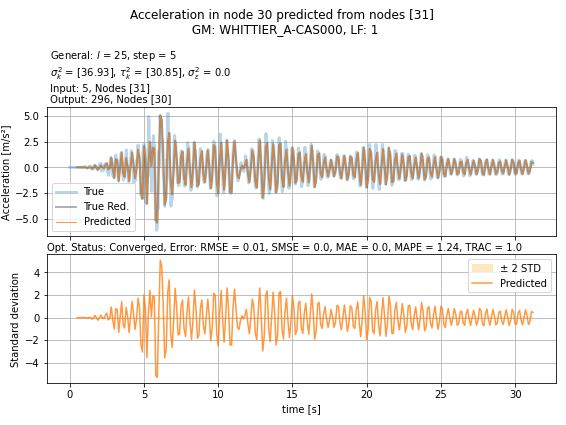 Acceleration in node 30 predicted from nodes [31]
GM: WHITTIER_A-CAS000, LF: 1
General: l = 25, step = 5
σ²ₖ = [36.93], τ²ₖ = [30.85], σ²ε = 0.0
Input: 5, Nodes [31]
Output: 296, Nodes [30]
Acceleration [m/s²]
5.0
2.5
0.0
−2.5
−5.0
True
True Red.
Predicted
Opt. Status: Converged, Error: RMSE = 0.01, SMSE = 0.0, MAE = 0.0, MAPE = 1.24, TRAC = 1.0
Standard deviation
4
2
0
−2
−4
± 2 STD
Predicted
0 5 10 15 20 25 30
time [s]